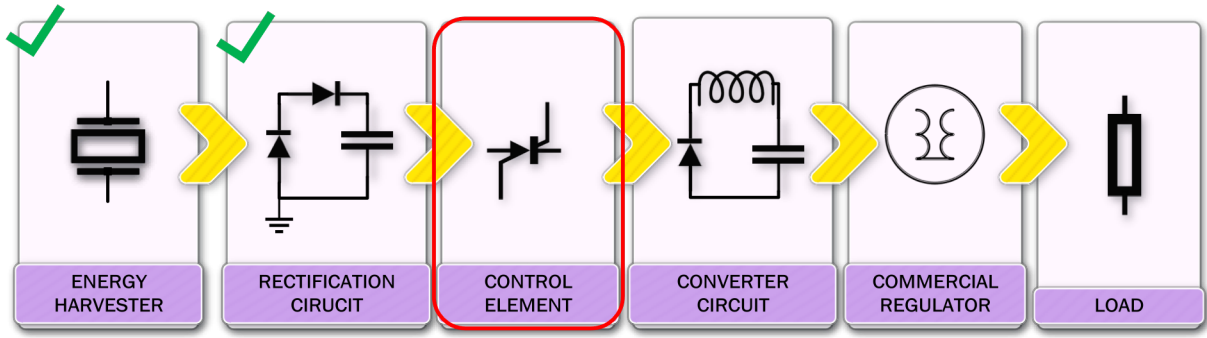 ENERGY
HARVESTER
RECTIFICATION
CIRUCIT
CONTROL
ELEMENT
CONVERTER
CIRCUIT
COMMERCIAL
REGULATOR
LOAD